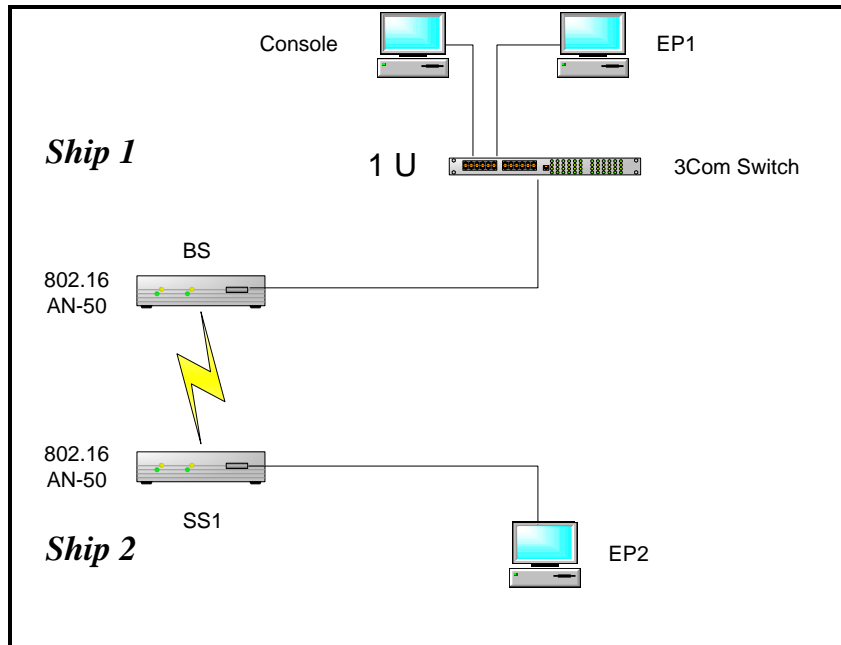 Console
EP1
Ship 1
1 U
3Com Switch
BS
802.16
AN-50
802.16
AN-50
SS1
Ship 2
EP2